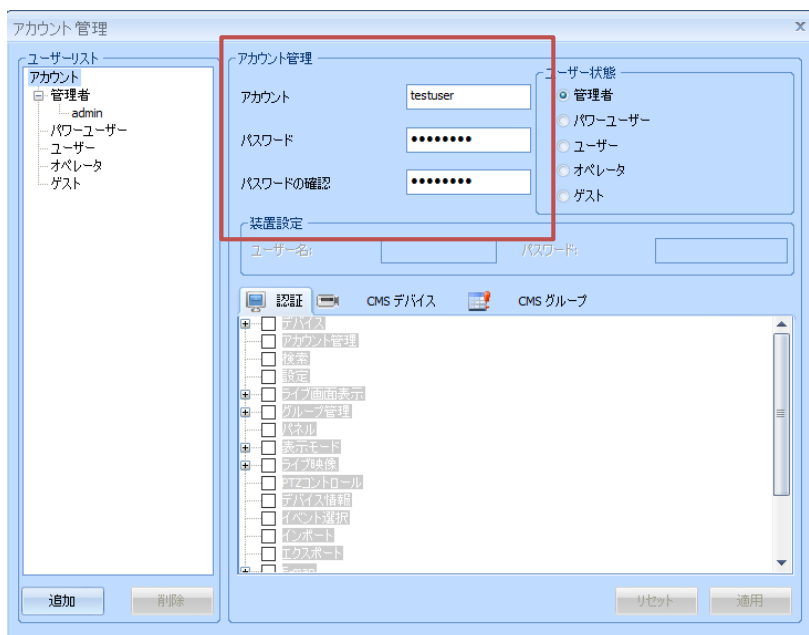 アカウント 管理
ユーザーリスト
アカウント
管理者
admin
パワーユーザー
ユーザー
オペレータ
ゲスト
追加
削除
アカウント管理
アカウント
testuser
パスワード
••••••••
パスワードの確認
••••••••
ユーザー状態
管理者
パワーユーザー
ユーザー
オペレータ
ゲスト
装置設定
ユーザー名:
パスワード:
認証
CMS デバイス
CMS グループ
デバイス
アカウント管理
検索
設定
ライブ画面表示
グループ管理
パネル
表示モード
ライブ映像
PTZコントロール
デバイス情報
イベント選択
インポート
エクスポート
リセット
適用